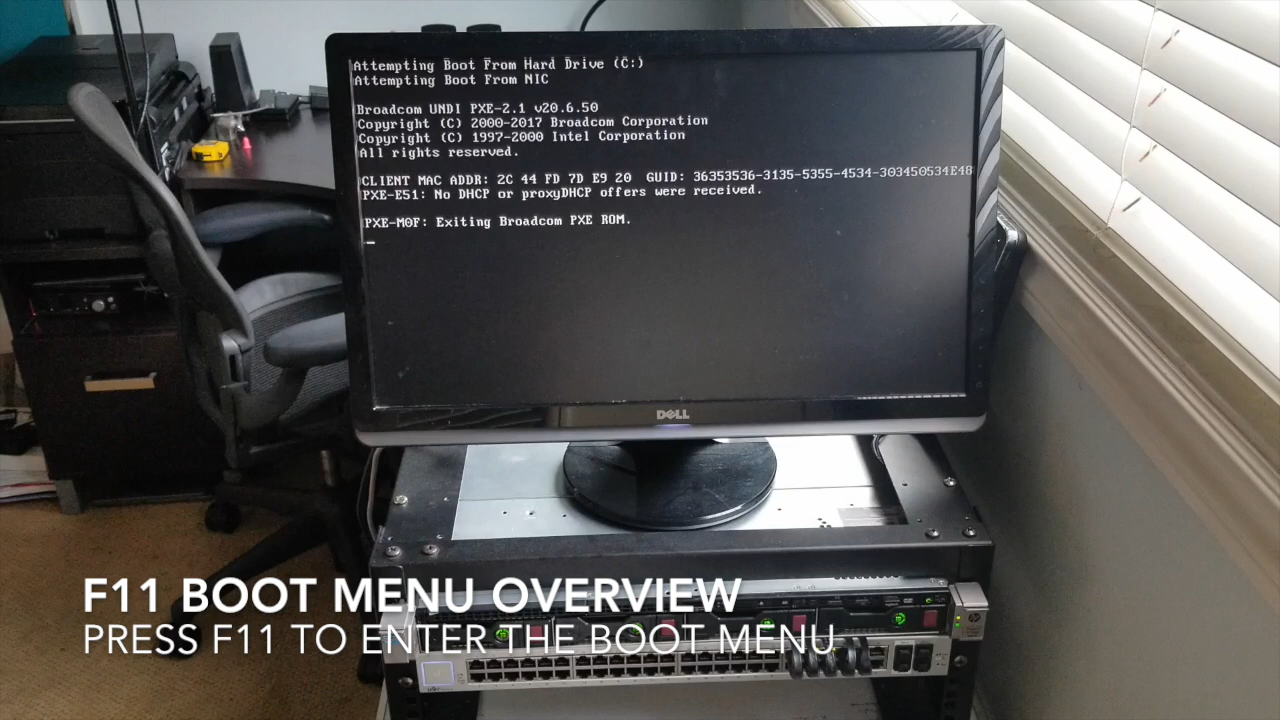 Attempting Boot From Hard Drive (C:)
Attempting Boot From NIC
Broadcom UNDI PXE-2.1 v20.6.50
Copyright (C) 2000-2017 Broadcom Corporation
Copyright (C) 1997-2000 Intel Corporation
All rights reserved.
CLIENT MAC ADDR: 2C 44 FD 7D E9 20 GUID: 36353536-3135-5355-4534-303450534E48
PXE-E51: No DHCP or proxyDHCP offers were received.
PXE-M0F: Exiting Broadcom PXE ROM.
DELL
F11 BOOT MENU OVERVIEW
PRESS F11 TO ENTER THE BOOT MENU
hp